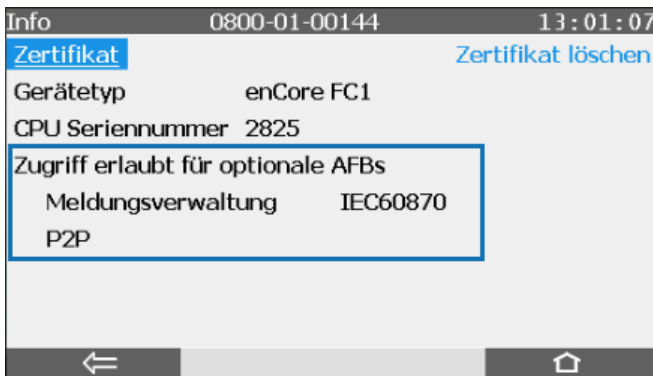 Info 0800-01-00144 13:01:07
Zertifikat Zertifikat löschen
Gerätetyp enCore FC1
CPU Seriennummer 2825
Zugriff erlaubt für optionale AFBs
Meldungsverwaltung IEC60870
P2P